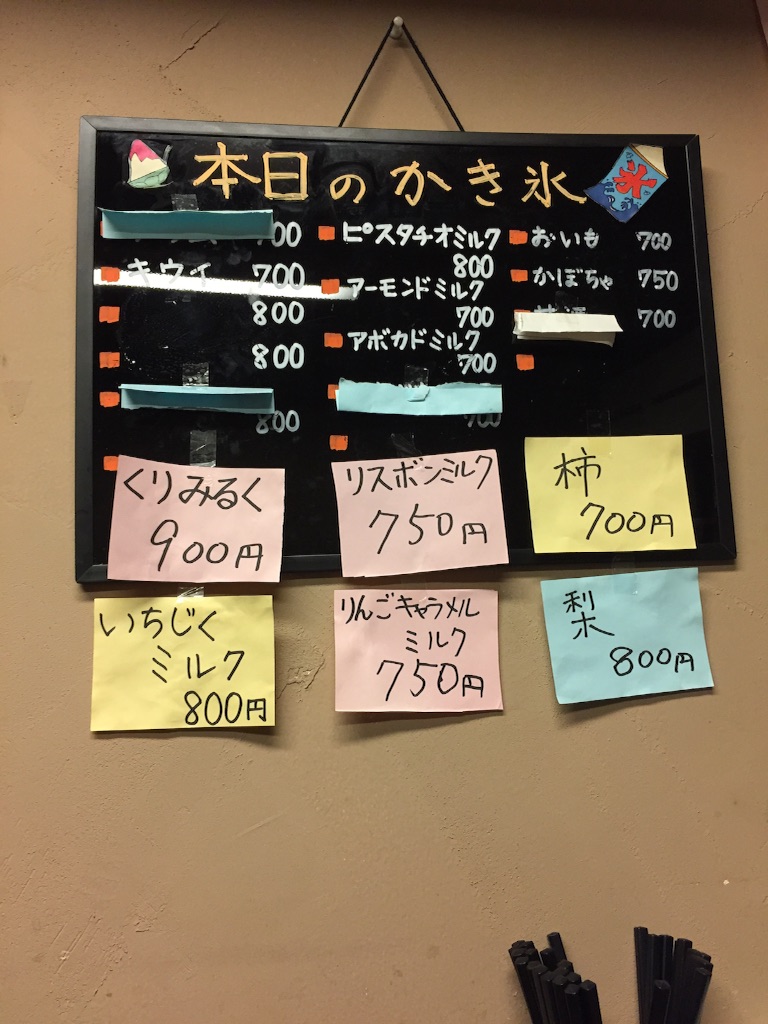 本日のかき氷
氷
700
キウイ 700
800
800
800
ピスタチオミルク
800
アーモンドミルク
700
アボカドミルク
700
700
おいも 700
かぼちゃ 750
700
くりみるく
900円
リスボンミルク
750円
柿
700円
いちじく
ミルク
800円
りんごキャラメル
ミルク
750円
梨
800円